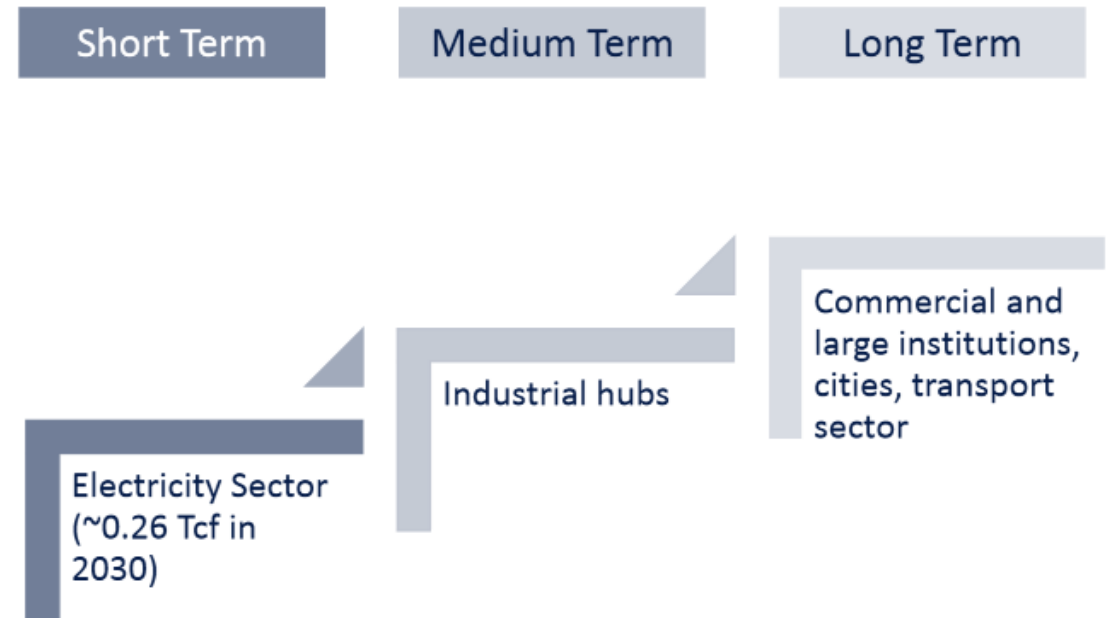 Short Term
Medium Term
Long Term
Electricity Sector
(~0.26 Tcf in
2030)
Industrial hubs
Commercial and
large institutions,
cities, transport
sector